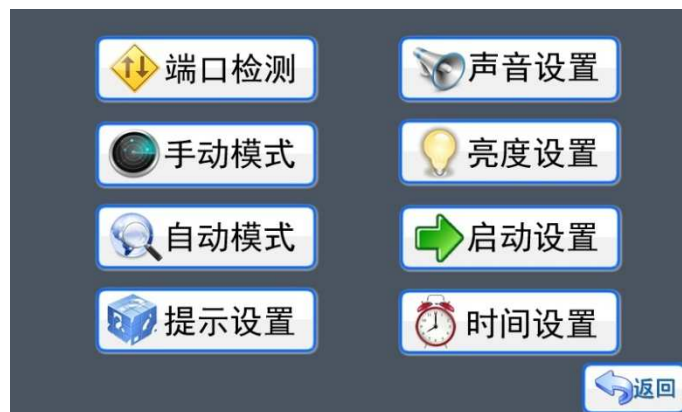 端口检测
声音设置
手动模式
亮度设置
自动模式
启动设置
提示设置
时间设置
返回